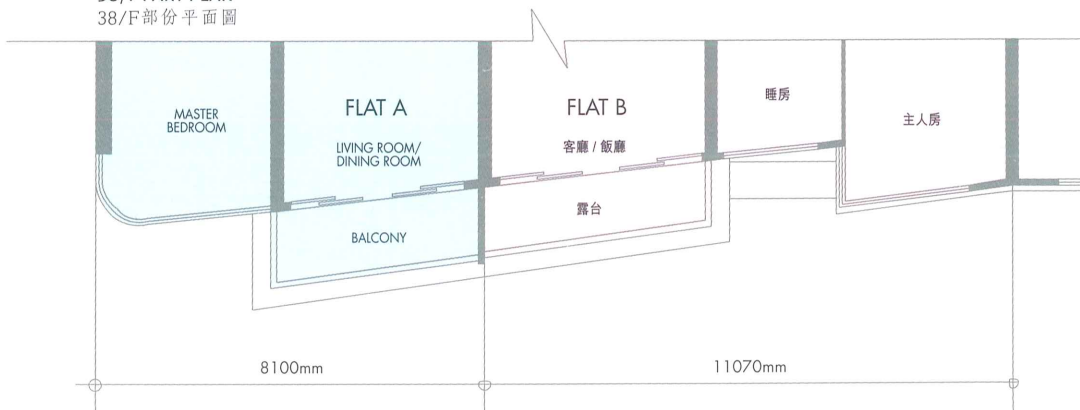 38/F部份平面圖
FLAT A
MASTER
BEDROOM
LIVING ROOM/
DINING ROOM
BALCONY
FLAT B
客廳 / 飯廳
露台
睡房
主人房
8100mm
11070mm